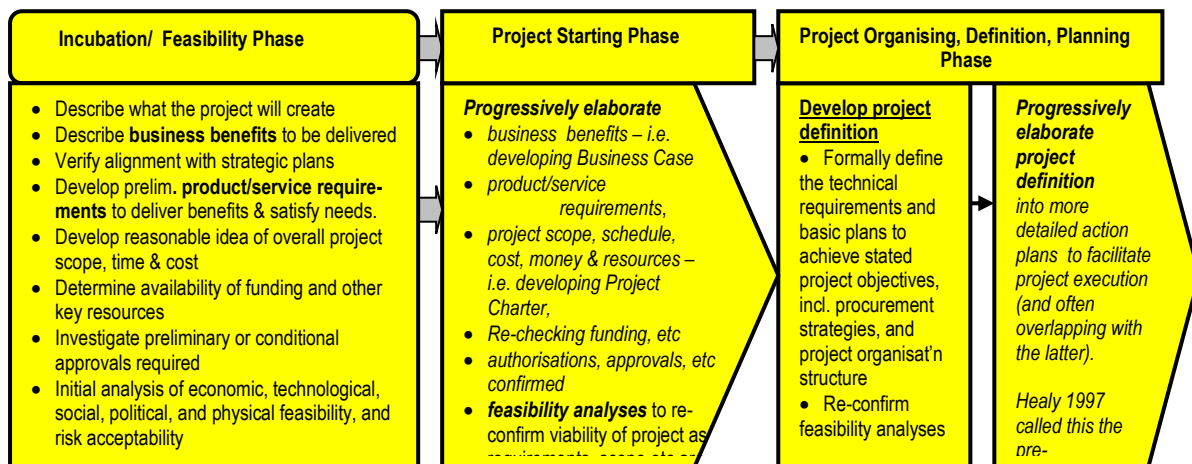 Incubation/ Feasibility Phase
• Describe what the project will create
• Describe business benefits to be delivered
• Verify alignment with strategic plans
• Develop prelim. product/service require-
ments to deliver benefits & satisfy needs.
• Develop reasonable idea of overall project
scope, time & cost
• Determine availability of funding and other
key resources
• Investigate preliminary or conditional
approvals required
• Initial analysis of economic, technological,
social, political, and physical feasibility, and
risk acceptability
Project Starting Phase
Progressively elaborate
• business benefits – i.e.
developing Business Case
• product/service
requirements,
• project scope, schedule,
cost, money & resources –
i.e. developing Project
Charter,
• Re-checking funding, etc
• authorisations, approvals, etc
confirmed
• feasibility analyses to re-
confirm viability of project as
requirements, scope etc are
Project Organising, Definition, Planning
Phase
Develop project
definition
• Formally define
the technical
requirements and
basic plans to
achieve stated
project objectives,
incl. procurement
strategies, and
project organisat'n
structure
• Re-confirm
feasibility analyses
Progressively
elaborate
project
definition
into more
detailed action
plans to facilitate
project execution
(and often
overlapping with
the latter).
Healy 1997
called this the
pre-